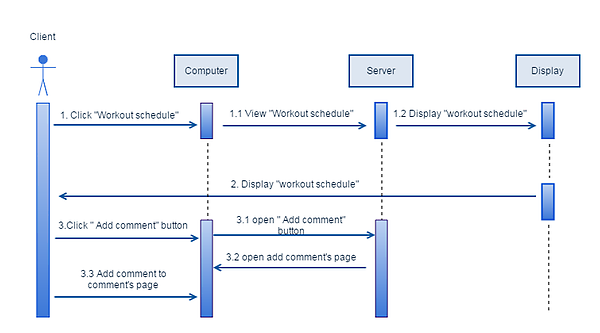 Client
Computer
Server
Display
1. Click "Workout schedule"
1.1 View "Workout schedule"
1.2 Display "workout schedule"
2. Display "workout schedule"
3.Click " Add comment" button
3.1 open " Add comment"
button
3.2 open add comment's page
3.3 Add comment to
comment's page